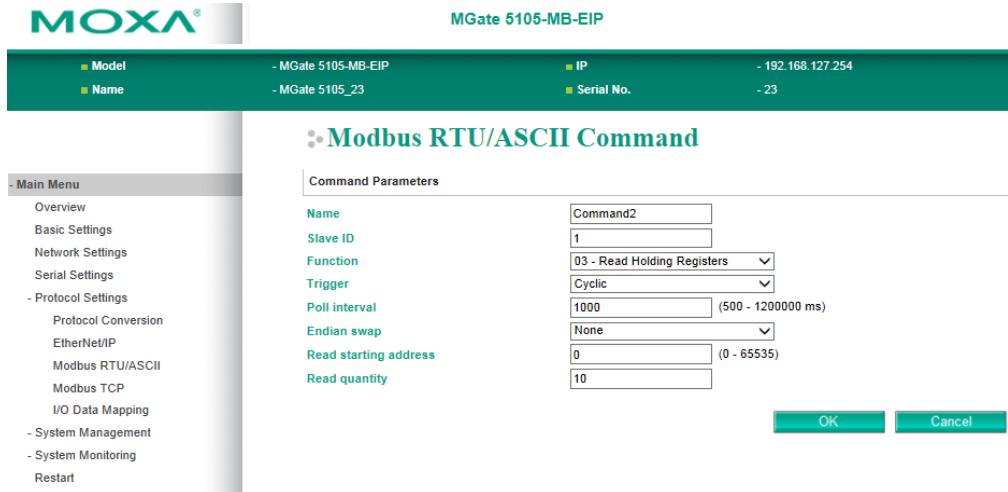 MOXA®
MGate 5105-MB-EIP
Model - MGate 5105-MB-EIP IP - 192.168.127.254
Name - MGate 5105_23 Serial No. - 23
Modbus RTU/ASCII Command
- Main Menu
Overview
Basic Settings
Network Settings
Serial Settings
- Protocol Settings
Protocol Conversion
EtherNet/IP
Modbus RTU/ASCII
Modbus TCP
I/O Data Mapping
- System Management
- System Monitoring
Restart
Command Parameters
Name Command2
Slave ID 1
Function 03 - Read Holding Registers
Trigger Cyclic
Poll interval 1000 (500 - 1200000 ms)
Endian swap None
Read starting address 0 (0 - 65535)
Read quantity 10
OK Cancel